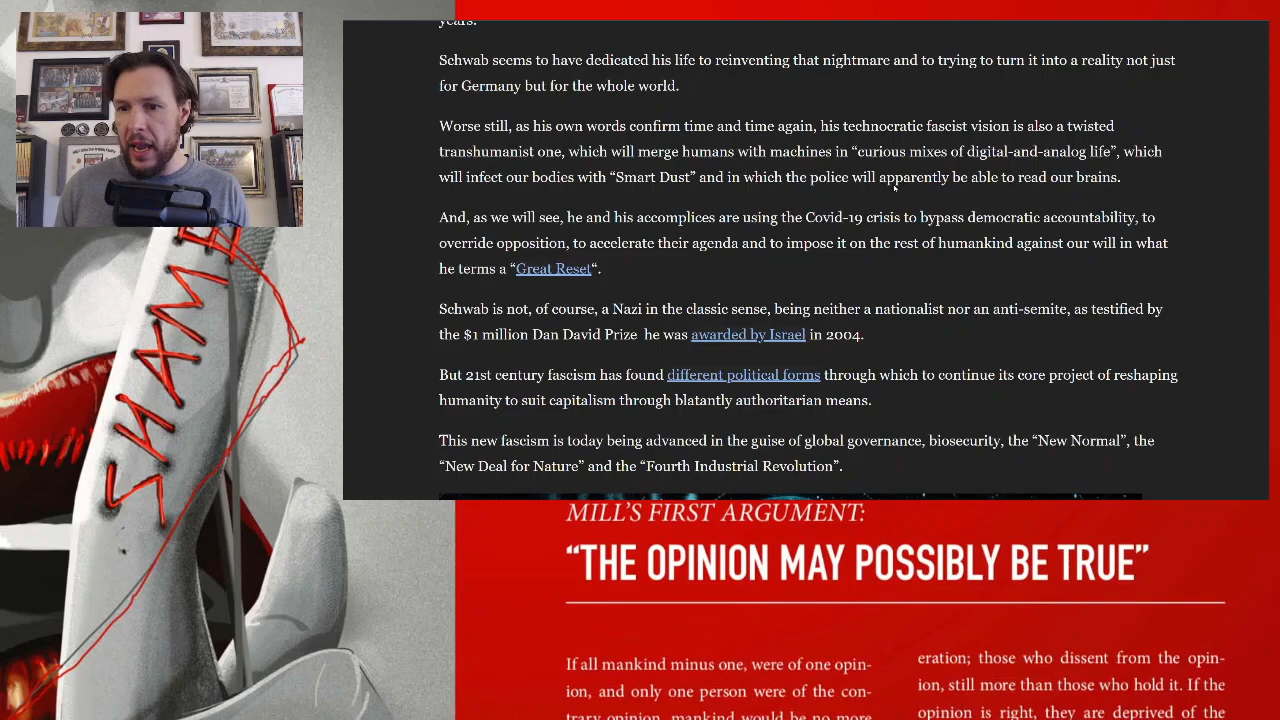 years.
Schwab seems to have dedicated his life to reinventing that nightmare and to trying to turn it into a reality not just
for Germany but for the whole world.
Worse still, as his own words confirm time and time again, his technocratic fascist vision is also a twisted
transhumanist one, which will merge humans with machines in “curious mixes of digital-and-analog life”, which
will infect our bodies with “Smart Dust” and in which the police will apparently be able to read our brains.
And, as we will see, he and his accomplices are using the Covid-19 crisis to bypass democratic accountability, to
override opposition, to accelerate their agenda and to impose it on the rest of humankind against our will in what
he terms a “Great Reset“.
Schwab is not, of course, a Nazi in the classic sense, being neither a nationalist nor an anti-semite, as testified by
the $1 million Dan David Prize he was awarded by Israel in 2004.
But 21st century fascism has found different political forms through which to continue its core project of reshaping
humanity to suit capitalism through blatantly authoritarian means.
This new fascism is today being advanced in the guise of global governance, biosecurity, the “New Normal”, the
“New Deal for Nature” and the “Fourth Industrial Revolution”.
SHAME
MILL'S FIRST ARGUMENT:
“THE OPINION MAY POSSIBLY BE TRUE”
If all mankind minus one, were of one opin-
ion, and only one person were of the con-
trary opinion, mankind would be no more
eration; those who dissent from the opin-
ion, still more than those who hold it. If the
opinion is right, they are deprived of the